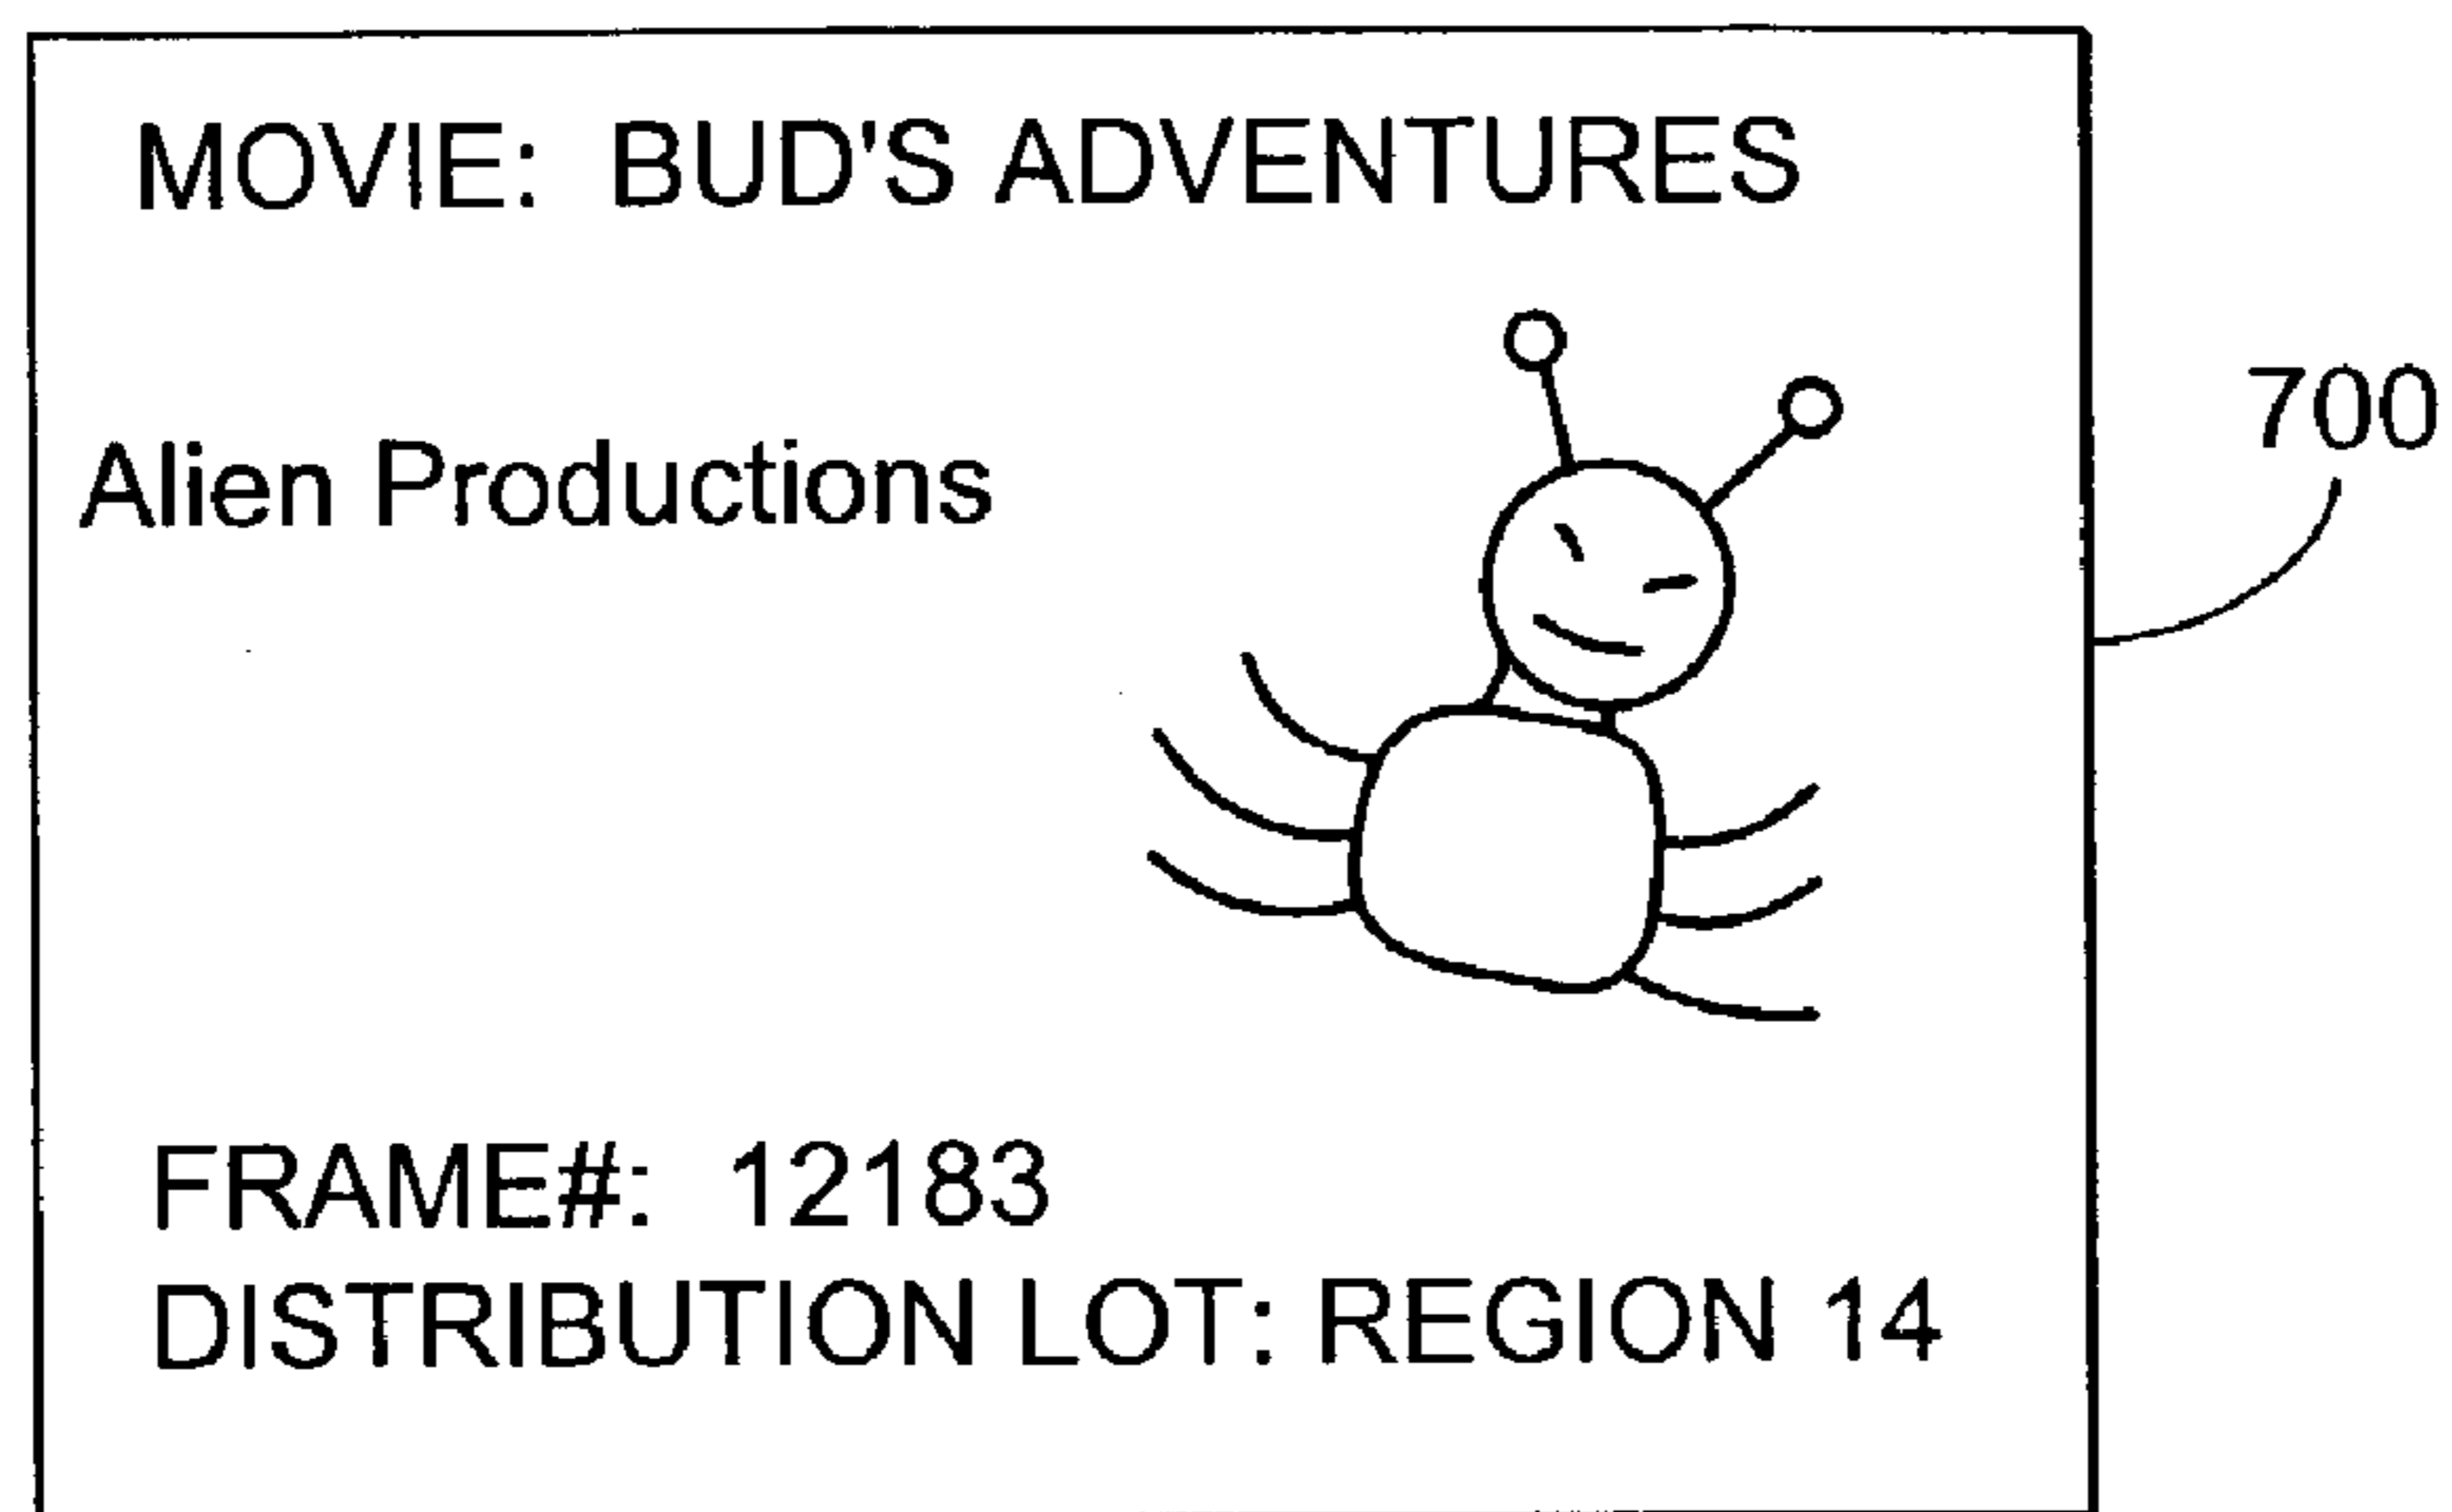 MOVIE: BUD'S ADVENTURES
Alien Productions
700
FRAME#: 12183
DISTRIBUTION LOT: REGION 14